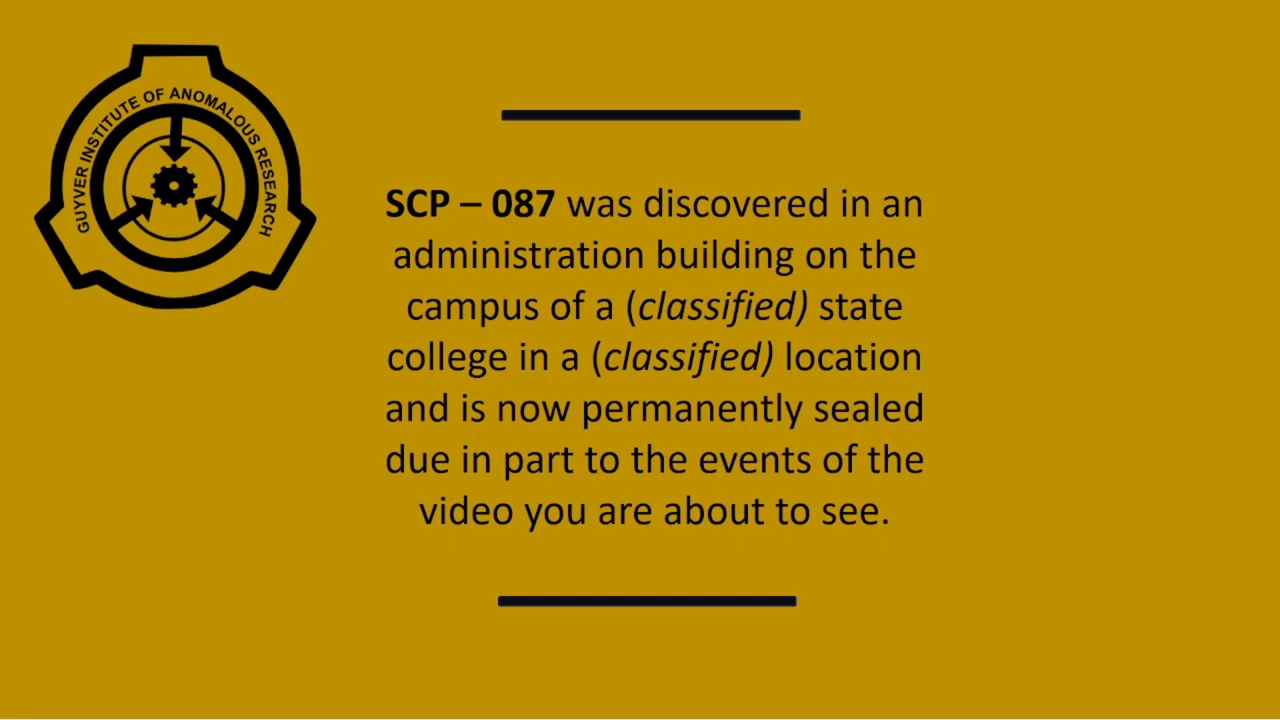 GUYVER INSTITUTE OF ANOMALOUS RESEARCH
SCP – 087 was discovered in an
administration building on the
campus of a (classified) state
college in a (classified) location
and is now permanently sealed
due in part to the events of the
video you are about to see.